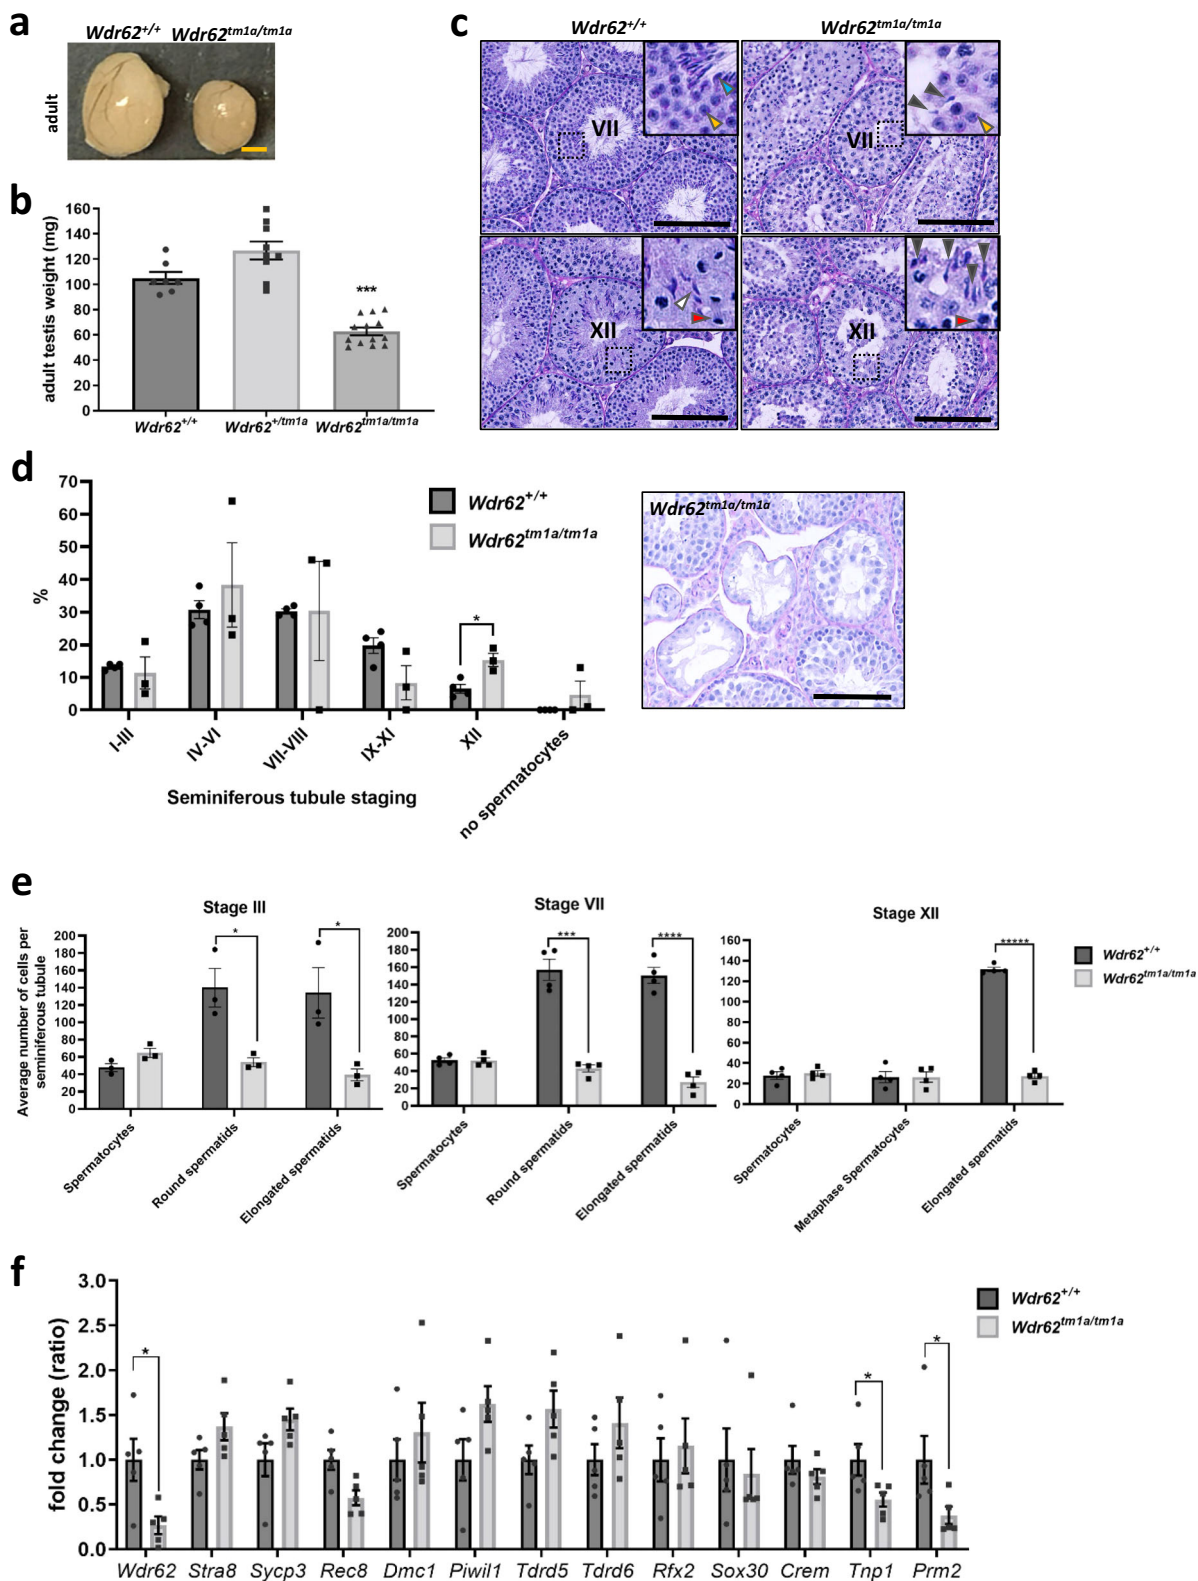 a
Wdr62+/+ Wdr62tm1a/tm1a
adult
b
adult testis weight (mg)
160
140
120
100
80
60
40
20
0
***
Wdr62+/+ Wdr62+/tm1a Wdr62tm1a/tm1a
c
Wdr62+/+ Wdr62tm1a/tm1a
VII VII
XII XII
d
%
70
60
50
40
30
20
10
0
*
Wdr62+/+
Wdr62tm1a/tm1a
I-III IV-VI VII-VIII IX-XI XII no spermatocytes
Seminiferous tubule staging
Wdr62tm1a/tm1a
e
Average number of cells per
seminiferous tubule
Stage III
200
180
160
140
120
100
80
60
40
20
0
* *
Spermatocytes Round spermatids Elongated spermatids
Stage VII
200
180
160
140
120
100
80
60
40
20
0
*** ****
Spermatocytes Round spermatids Elongated spermatids
Stage XII
160
140
120
100
80
60
40
20
0
*****
Spermatocytes Metaphase Spermatocytes Elongated spermatids
Wdr62+/+
Wdr62tm1a/tm1a
f
fold change (ratio)
3.0
2.5
2.0
1.5
1.0
0.5
0.0
* * *
Wdr62+/+
Wdr62tm1a/tm1a
Wdr62 Stra8 Sycp3 Rec8 Dmc1 Piwil1 Tdrd5 Tdrd6 Rfx2 Sox30 Crem Tnp1 Prm2